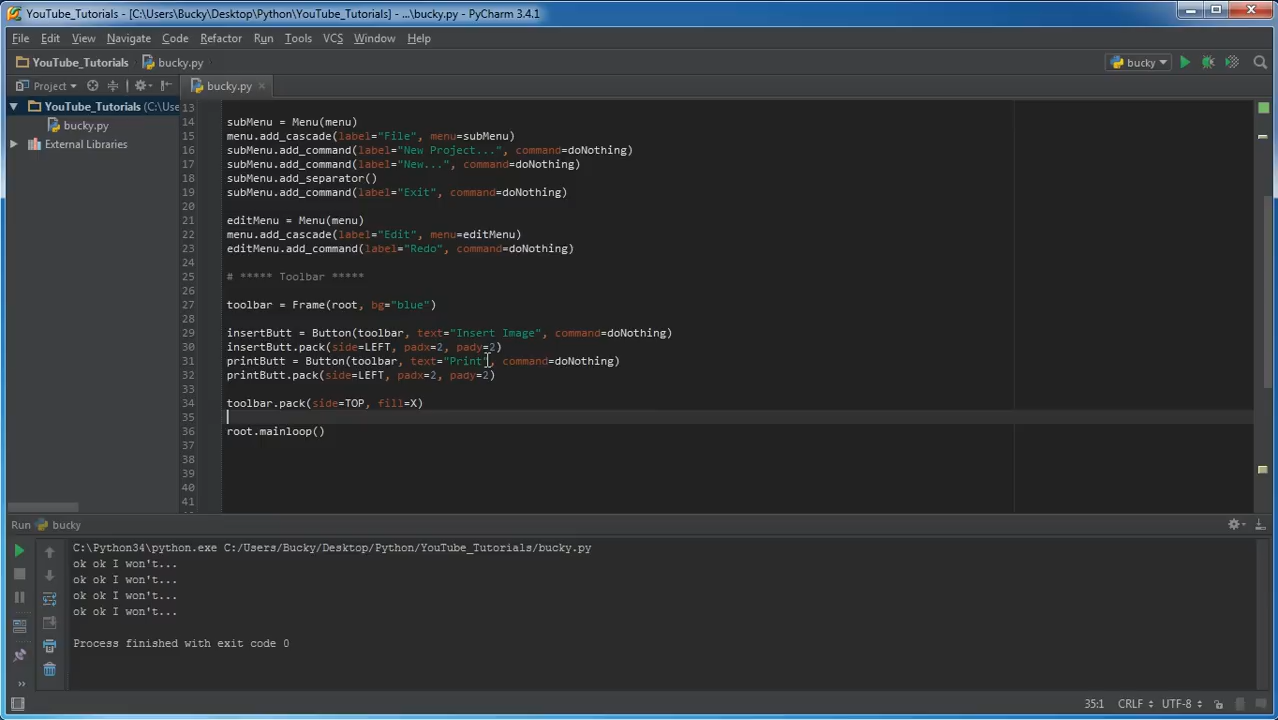 YouTube_Tutorials - [C:\Users\Bucky\Desktop\Python\YouTube_Tutorials] - ...\bucky.py - PyCharm 3.4.1
File Edit View Navigate Code Refactor Run Tools VCS Window Help
YouTube_Tutorials bucky.py bucky
Project bucky.py
YouTube_Tutorials (C:\Use
bucky.py
External Libraries
13
14 subMenu = Menu(menu)
15 menu.add_cascade(label="File", menu=subMenu)
16 subMenu.add_command(label="New Project...", command=doNothing)
17 subMenu.add_command(label="New...", command=doNothing)
18 subMenu.add_separator()
19 subMenu.add_command(label="Exit", command=doNothing)
20
21 editMenu = Menu(menu)
22 menu.add_cascade(label="Edit", menu=editMenu)
23 editMenu.add_command(label="Redo", command=doNothing)
24
25 # ***** Toolbar *****
26
27 toolbar = Frame(root, bg="blue")
28
29 insertButt = Button(toolbar, text="Insert Image", command=doNothing)
30 insertButt.pack(side=LEFT, padx=2, pady=2)
31 printButt = Button(toolbar, text="Print", command=doNothing)
32 printButt.pack(side=LEFT, padx=2, pady=2)
33
34 toolbar.pack(side=TOP, fill=X)
35
36 root.mainloop()
37
38
39
40
41
Run bucky
C:\Python34\python.exe C:/Users/Bucky/Desktop/Python/YouTube_Tutorials/bucky.py
ok ok I won't...
ok ok I won't...
ok ok I won't...
ok ok I won't...
Process finished with exit code 0
35:1 CRLF UTF-8